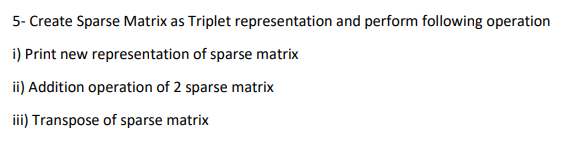 5- Create Sparse Matrix as Triplet representation and perform following operation
i) Print new representation of sparse matrix
ii) Addition operation of 2 sparse matrix
iii) Transpose of sparse matrix